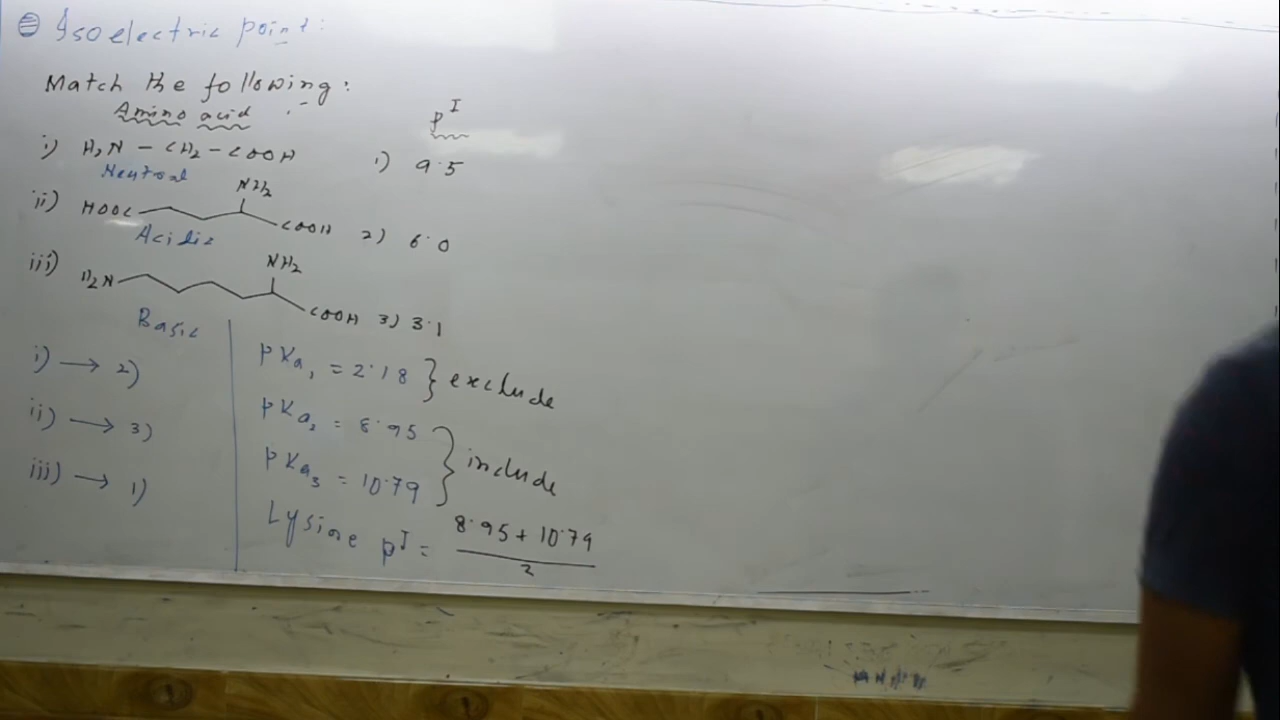 Isoelectric point:
Match the following:
Amino acid
pI
i) H2N - CH2 - COOH
1) 9.5
Neutral
ii) HOOC NH2 COOH
2) 6.0
Acidic
iii) H2N NH2 COOH
3) 3.1
Basic
i) → 2)
ii) → 3)
iii) → 1)
pKa1 = 2.18 } exclude
pKa2 = 8.95
pKa3 = 10.79 } include
Lysine pI = 8.95 + 10.79 / 2